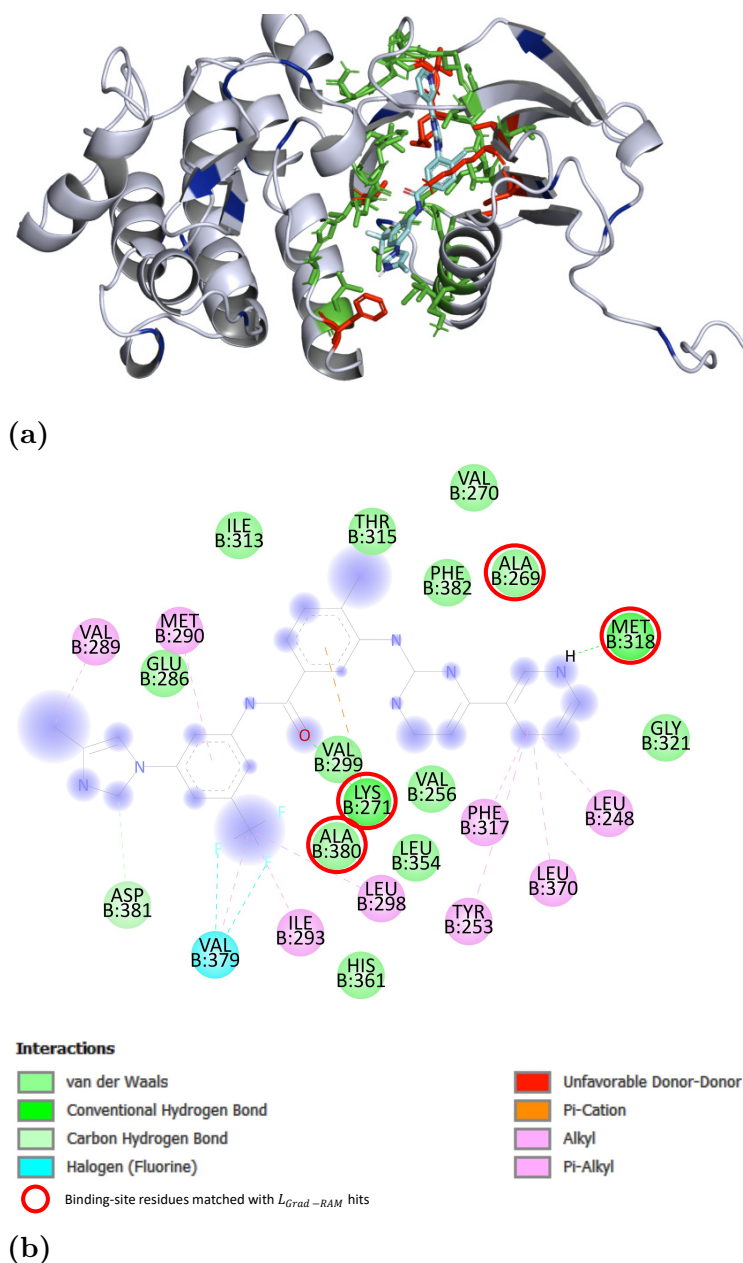 (a)
VAL
B:270
ILE
B:313
THR
B:315
PHE
B:382
ALA
B:269
VAL
B:289
MET
B:290
GLU
B:286
MET
B:318
H
N
N
N
N
N
N
N
N
O
VAL
B:299
GLY
B:321
LYS
B:271
VAL
B:256
PHE
B:317
LEU
B:248
F
F
F
ALA
B:380
LEU
B:354
ASP
B:381
LEU
B:298
LEU
B:370
VAL
B:379
ILE
B:293
TYR
B:253
HIS
B:361
Interactions
van der Waals
Conventional Hydrogen Bond
Carbon Hydrogen Bond
Halogen (Fluorine)
Unfavorable Donor-Donor
Pi-Cation
Alkyl
Pi-Alkyl
Binding-site residues matched with L_{Grad-RAM} hits
(b)